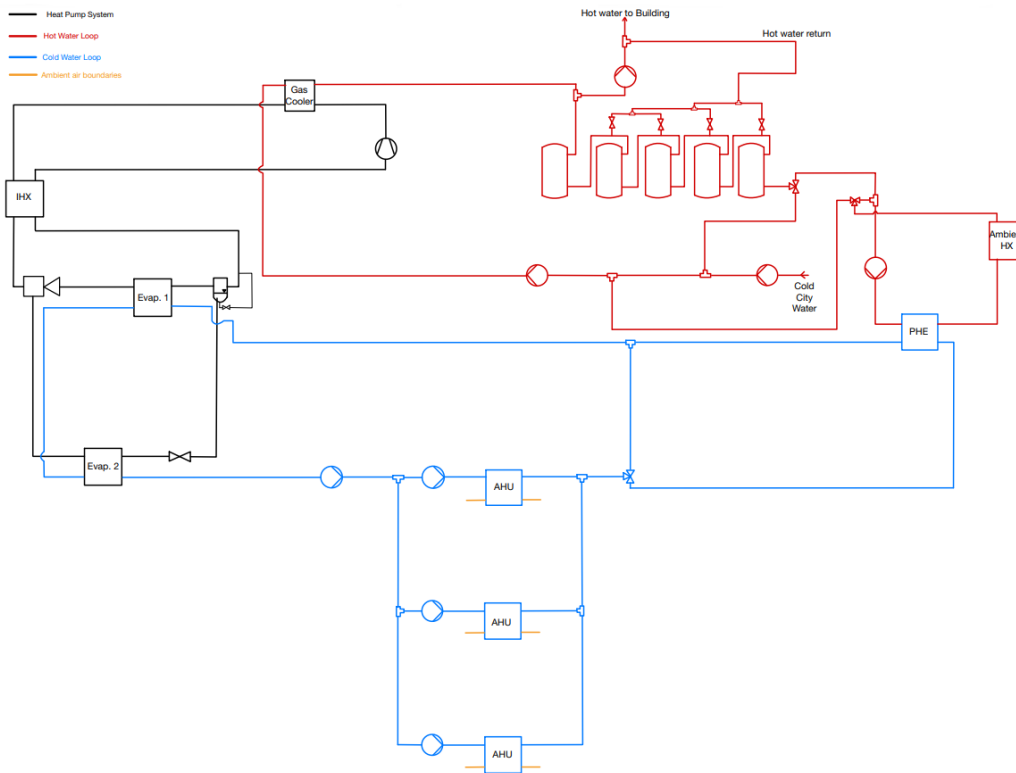 Heat Pump System
Hot Water Loop
Cold Water Loop
Ambient air boundaries
Hot water to Building
Hot water return
Gas
Cooler
IHX
Evap. 1
Evap. 2
Cold
City
Water
Ambie
HX
PHE
AHU
AHU
AHU